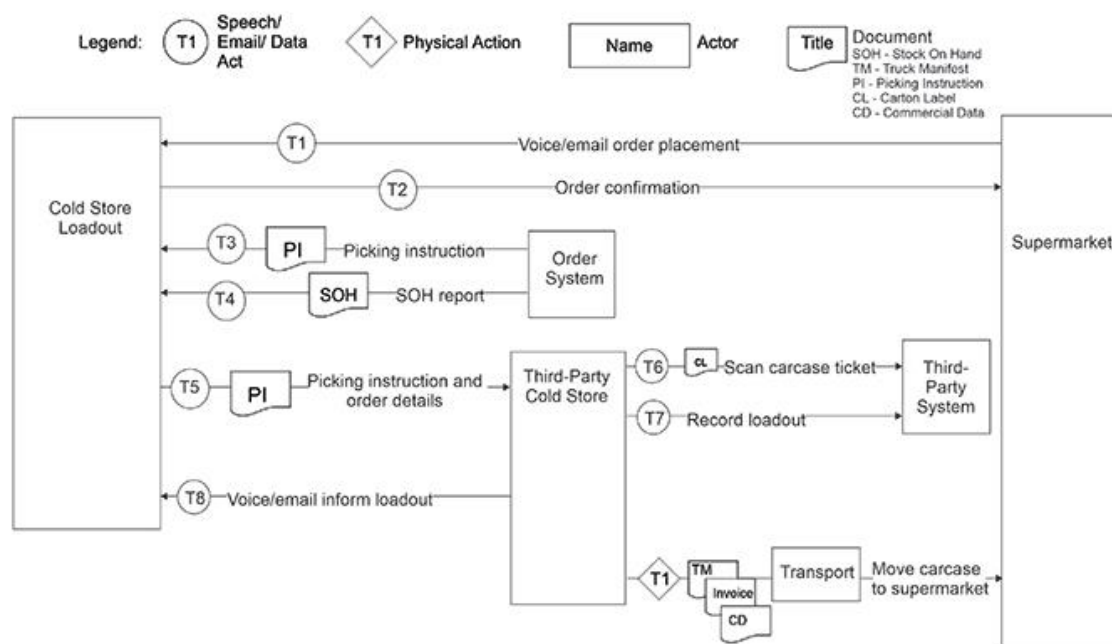 Legend:
T1
Speech/
Email/ Data
Act
T1
Physical Action
Name
Actor
Title
Document
SOH - Stock On Hand
TM - Truck Manifest
PI - Picking Instruction
CL - Carton Label
CD - Commercial Data
Cold Store
Loadout
T1
Voice/email order placement
T2
Order confirmation
Supermarket
T3
PI
Picking instruction
Order
System
T4
SOH
SOH report
T5
PI
Picking instruction and
order details
Third-Party
Cold Store
T6
CL
Scan carcase ticket
Third-
Party
System
T7
Record loadout
T8
Voice/email inform loadout
T1
TM
Invoice
CD
Transport
Move carcase
to supermarket